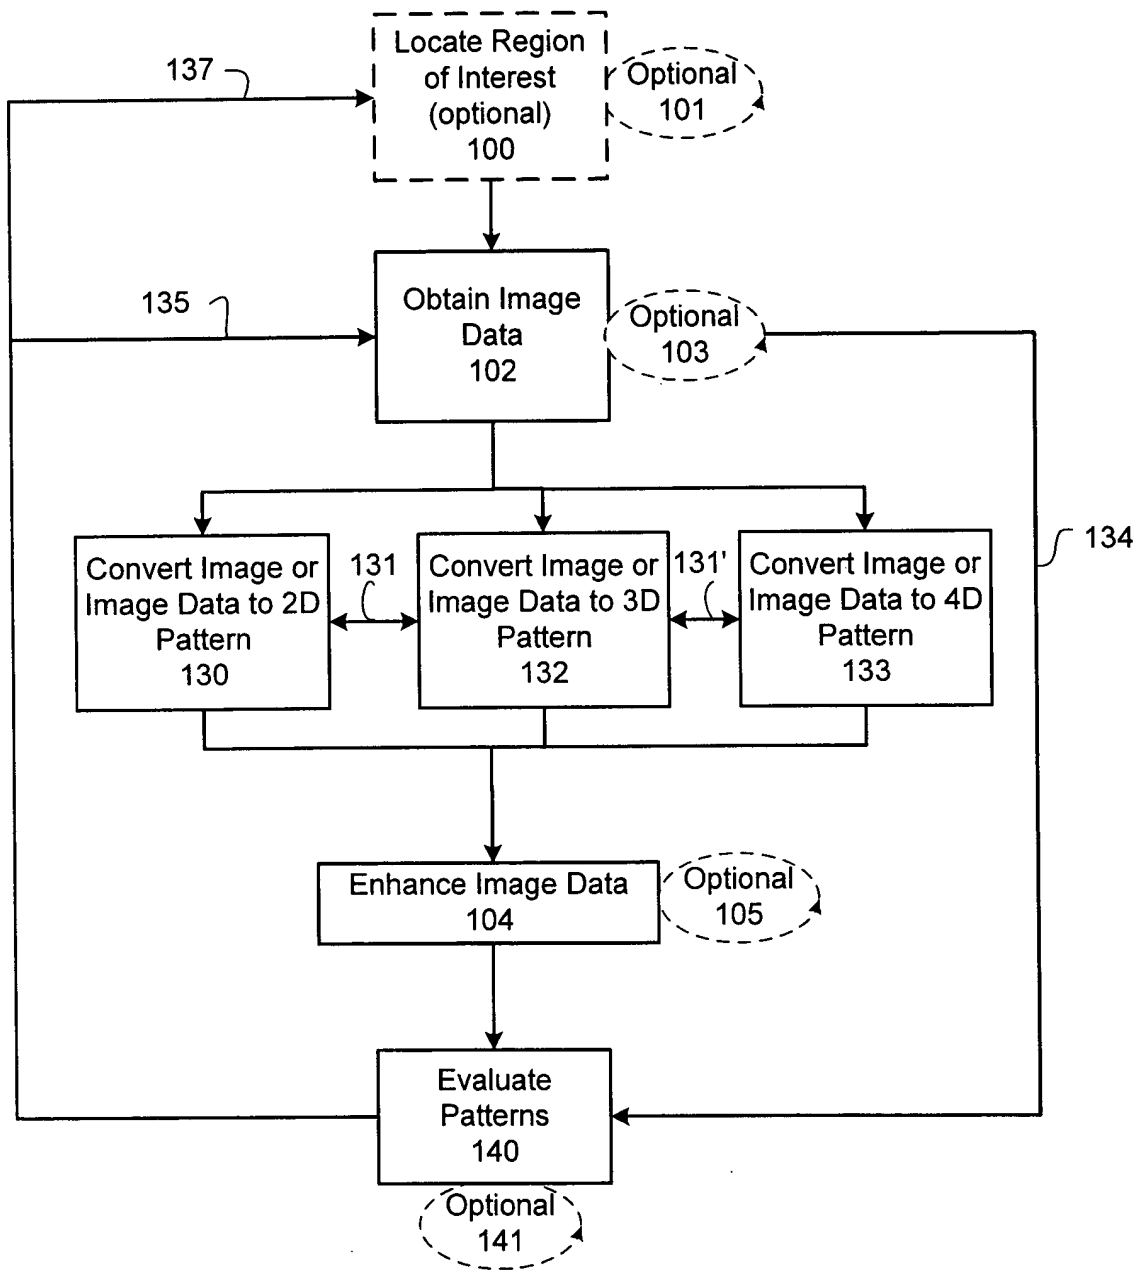 Locate Region
of Interest
(optional)
100
Optional
101
137
Obtain Image
Data
102
Optional
103
135
134
Convert Image or
Image Data to 2D
Pattern
130
131
Convert Image or
Image Data to 3D
Pattern
132
131'
Convert Image or
Image Data to 4D
Pattern
133
Enhance Image Data
104
Optional
105
Evaluate
Patterns
140
Optional
141